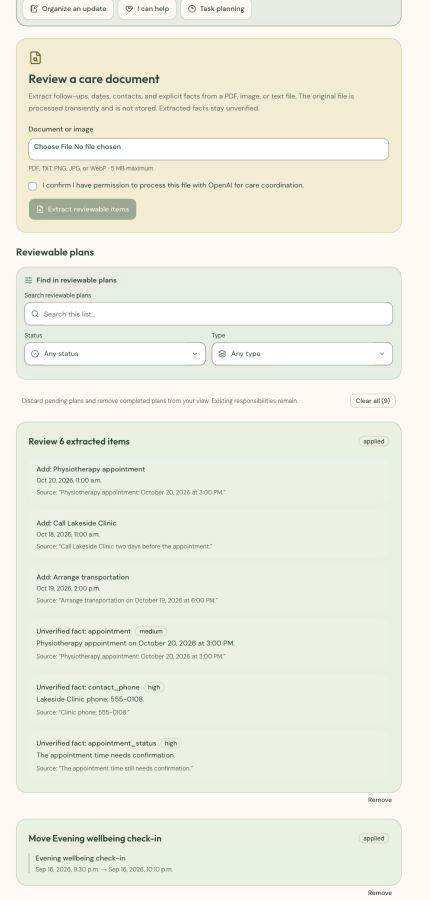 Organize an update
I can help
Task planning
Review a care document
Extract follow-ups, dates, contacts, and explicit facts from a PDF, image, or text file. The original file is
processed transiently and is not stored. Extracted facts stay unverified.
Document or image
Choose File No file chosen
PDF, TXT, PNG, JPG, or WebP · 5 MB maximum
I confirm I have permission to process this file with OpenAI for care coordination.
Extract reviewable items
Reviewable plans
Find in reviewable plans
Search reviewable plans
Search this list...
Status Type
Any status Any type
Discard pending plans and remove completed plans from your view. Existing responsibilities remain. Clear all (9)
Review 6 extracted items applied
Add: Physiotherapy appointment
Oct 20, 2026, 11:00 a.m.
Source: “Physiotherapy appointment: October 20, 2026 at 3:00 PM.”
Add: Call Lakeside Clinic
Oct 18, 2026, 11:00 a.m.
Source: “Call Lakeside Clinic two days before the appointment.”
Add: Arrange transportation
Oct 19, 2026, 2:00 p.m.
Source: “Arrange transportation on October 19, 2026 at 6:00 PM.”
Unverified fact: appointment medium
Physiotherapy appointment on October 20, 2026 at 3:00 PM.
Source: “Physiotherapy appointment: October 20, 2026 at 3:00 PM.”
Unverified fact: contact_phone high
Lakeside Clinic phone: 555-0108.
Source: “Clinic phone: 555-0108.”
Unverified fact: appointment_status high
The appointment time needs confirmation.
Source: “The appointment time still needs confirmation.”
Remove
Move Evening wellbeing check-in applied
Evening wellbeing check-in
Sep 16, 2026, 9:30 p.m. → Sep 16, 2026, 10:10 p.m.
Remove